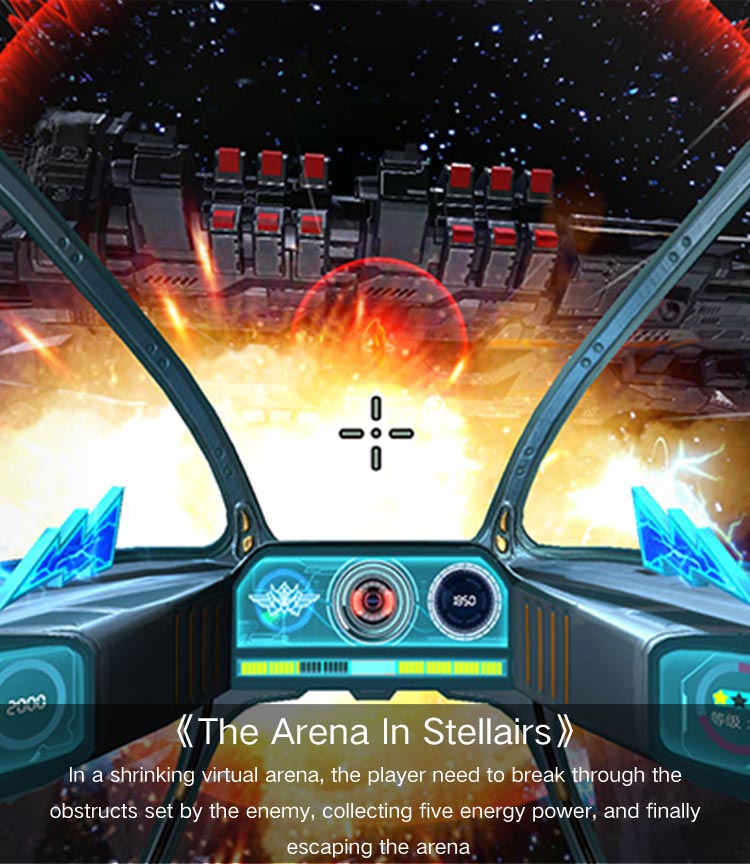 1850
2000
等级
《The Arena In Stellairs》
In a shrinking virtual arena, the player need to break through the
obstructs set by the enemy, collecting five energy power, and finally
escaping the arena